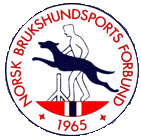 NORSK BRUKSHUNDSPORTS FORBUND
• 1965 •